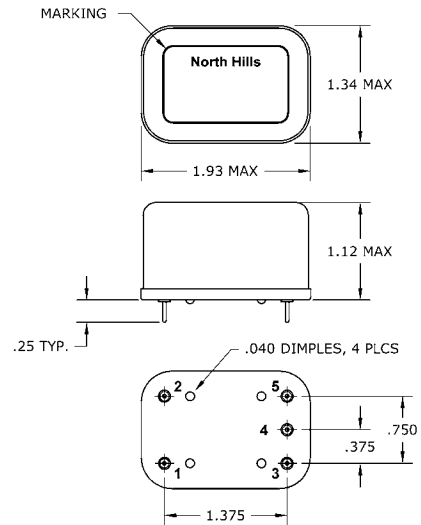 MARKING
North Hills
1.34 MAX
1.93 MAX
1.12 MAX
.25 TYP.
.040 DIMPLES, 4 PLCS
2
5
4
.750
.375
1
3
1.375